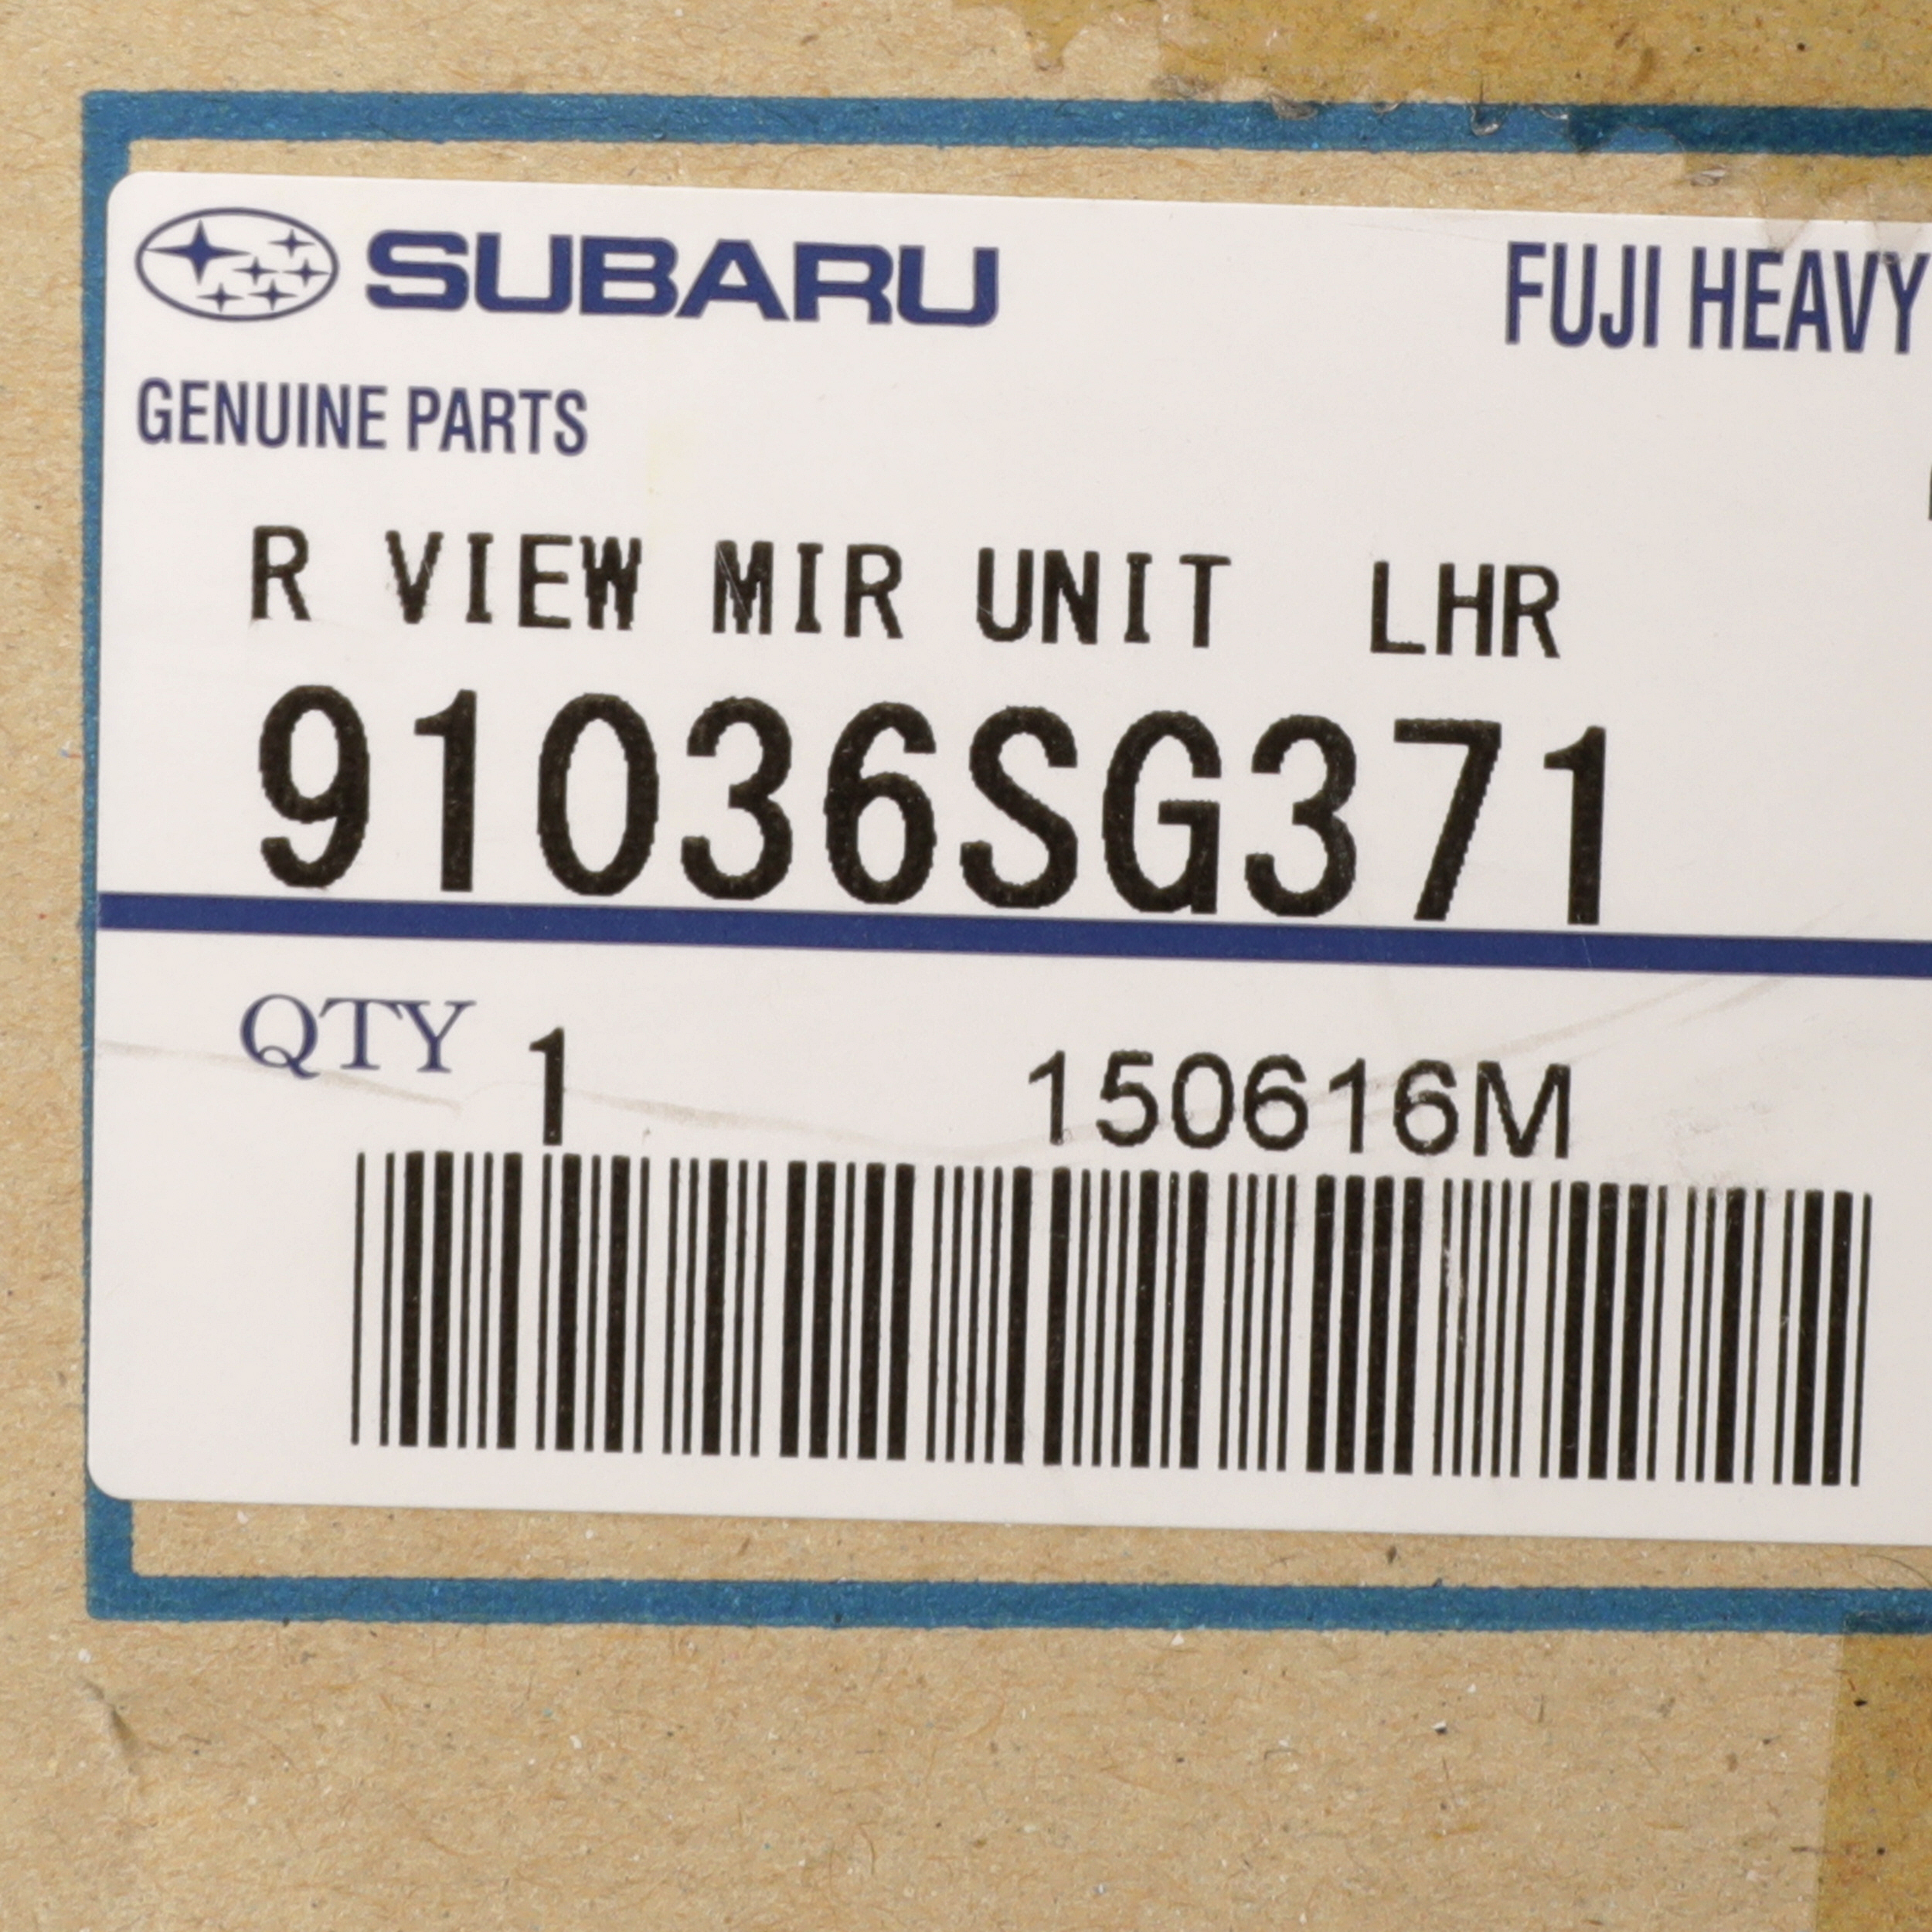 SUBARU
FUJI HEAVY
GENUINE PARTS
R VIEW MIR UNIT LHR
91036SG371
QTY 1 150616M